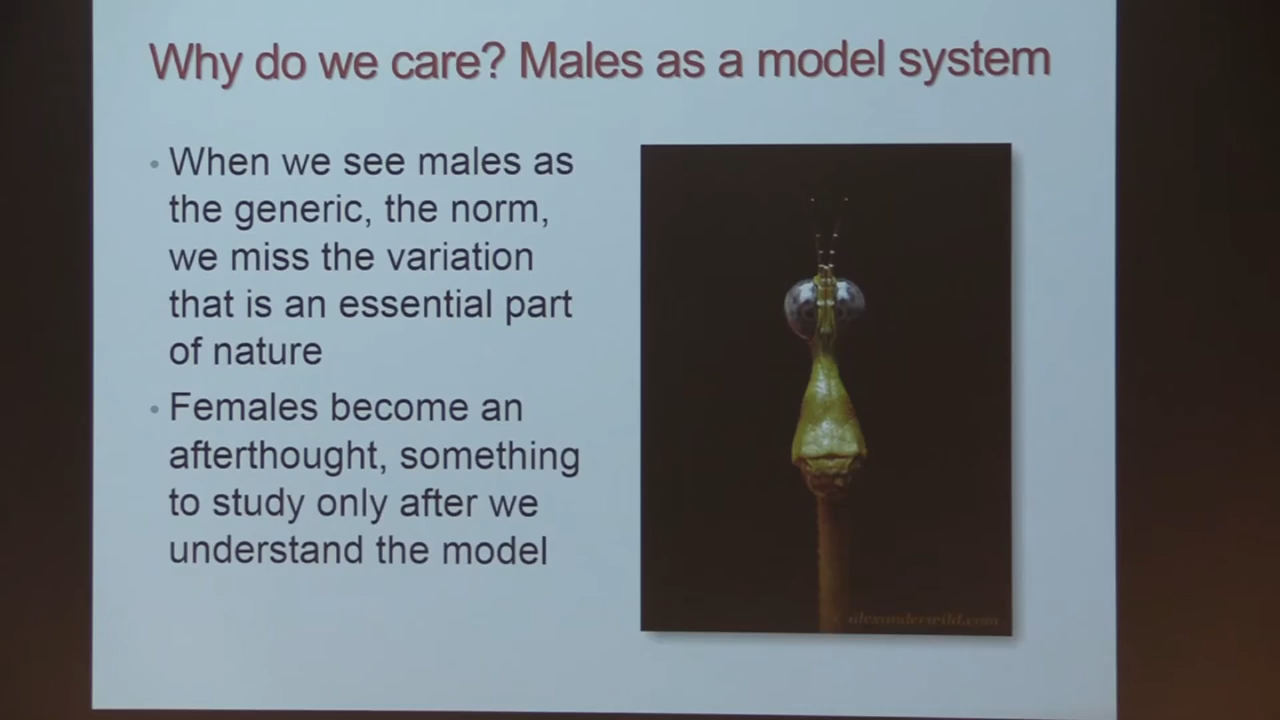 Why do we care? Males as a model system
• When we see males as
the generic, the norm,
we miss the variation
that is an essential part
of nature
• Females become an
afterthought, something
to study only after we
understand the model
alexanderwild.com